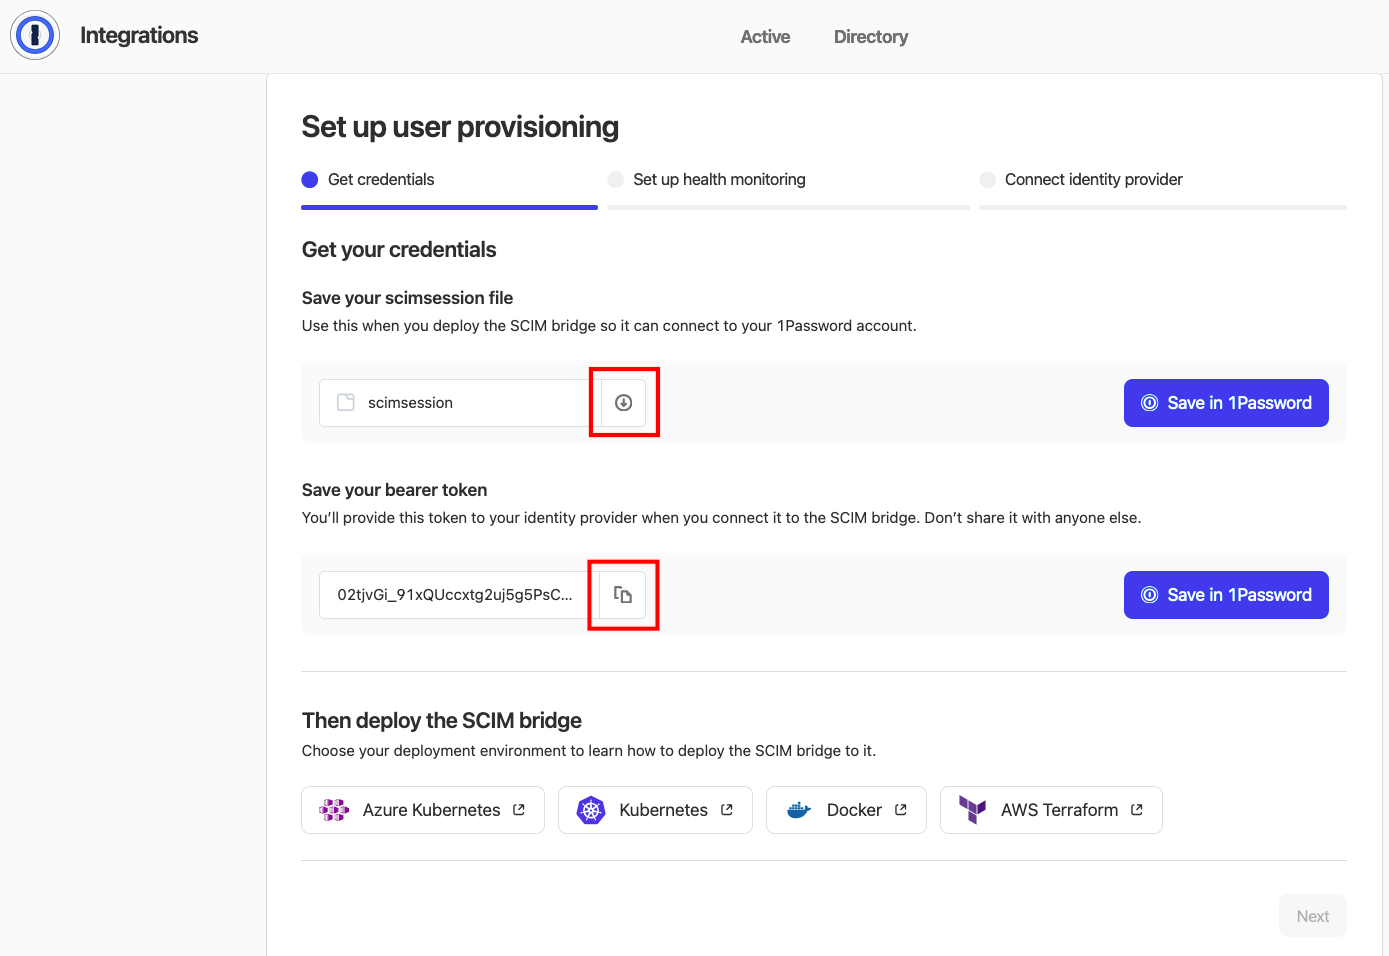 Integrations
Active
Directory
Set up user provisioning
Get credentials
Set up health monitoring
Connect identity provider
Get your credentials
Save your scimsession file
Use this when you deploy the SCIM bridge so it can connect to your 1Password account.
scimsession
Save in 1Password
Save your bearer token
You’ll provide this token to your identity provider when you connect it to the SCIM bridge. Don’t share it with anyone else.
02tjvGi_91xQUccxtg2uj5g5PsC...
Save in 1Password
Then deploy the SCIM bridge
Choose your deployment environment to learn how to deploy the SCIM bridge to it.
Azure Kubernetes
Kubernetes
Docker
AWS Terraform
Next